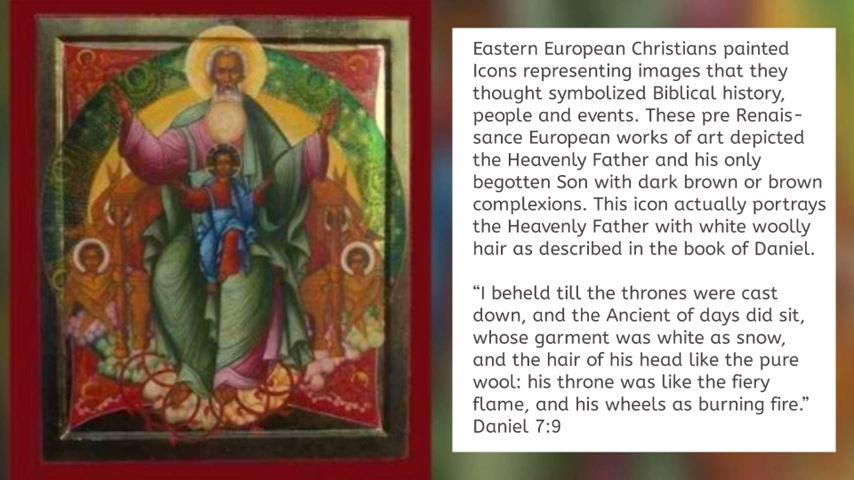 Eastern European Christians painted
Icons representing images that they
thought symbolized Biblical history,
people and events. These pre Renais-
sance European works of art depicted
the Heavenly Father and his only
begotten Son with dark brown or brown
complexions. This icon actually portrays
the Heavenly Father with white woolly
hair as described in the book of Daniel.
“I beheld till the thrones were cast
down, and the Ancient of days did sit,
whose garment was white as snow,
and the hair of his head like the pure
wool: his throne was like the fiery
flame, and his wheels as burning fire.”
Daniel 7:9